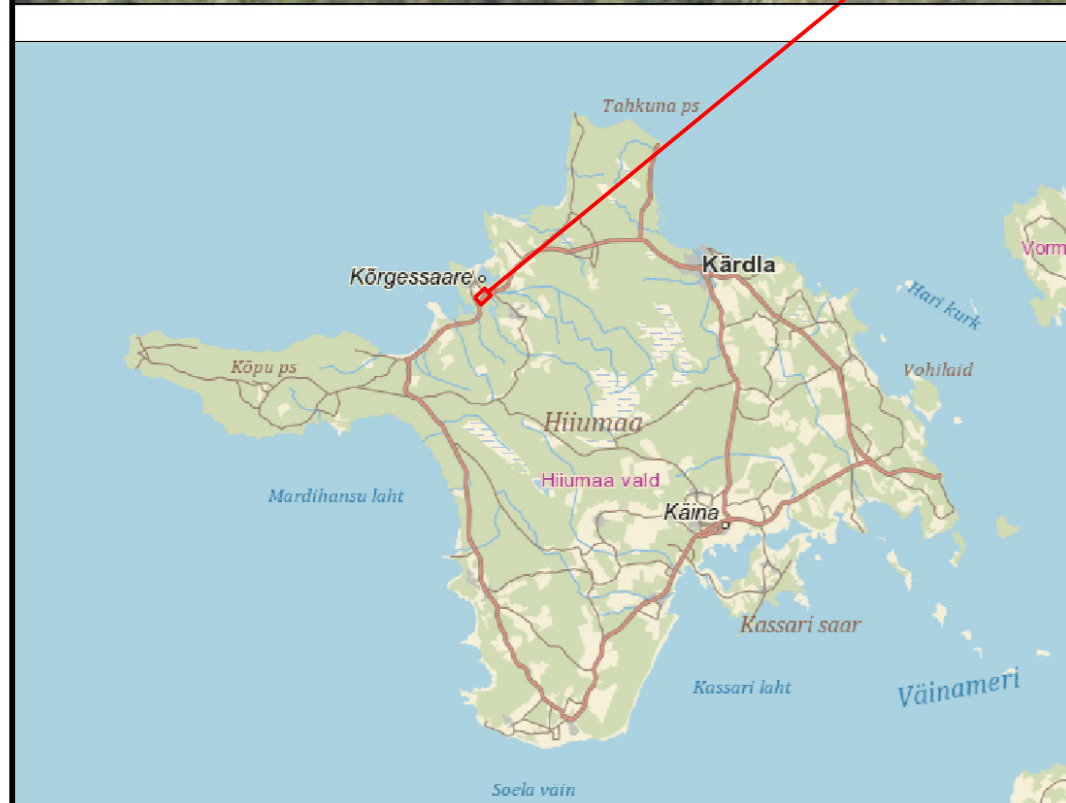 Tahkuna ps
Kärdla
Vorm
Kõrgessaare
Hari kurk
Kõpu ps
Vohilaid
Hiiumaa
Hiiumaa vald
Mardihansu laht
Käina
Kassari saar
Kassari laht
Väinameri
Soela väin